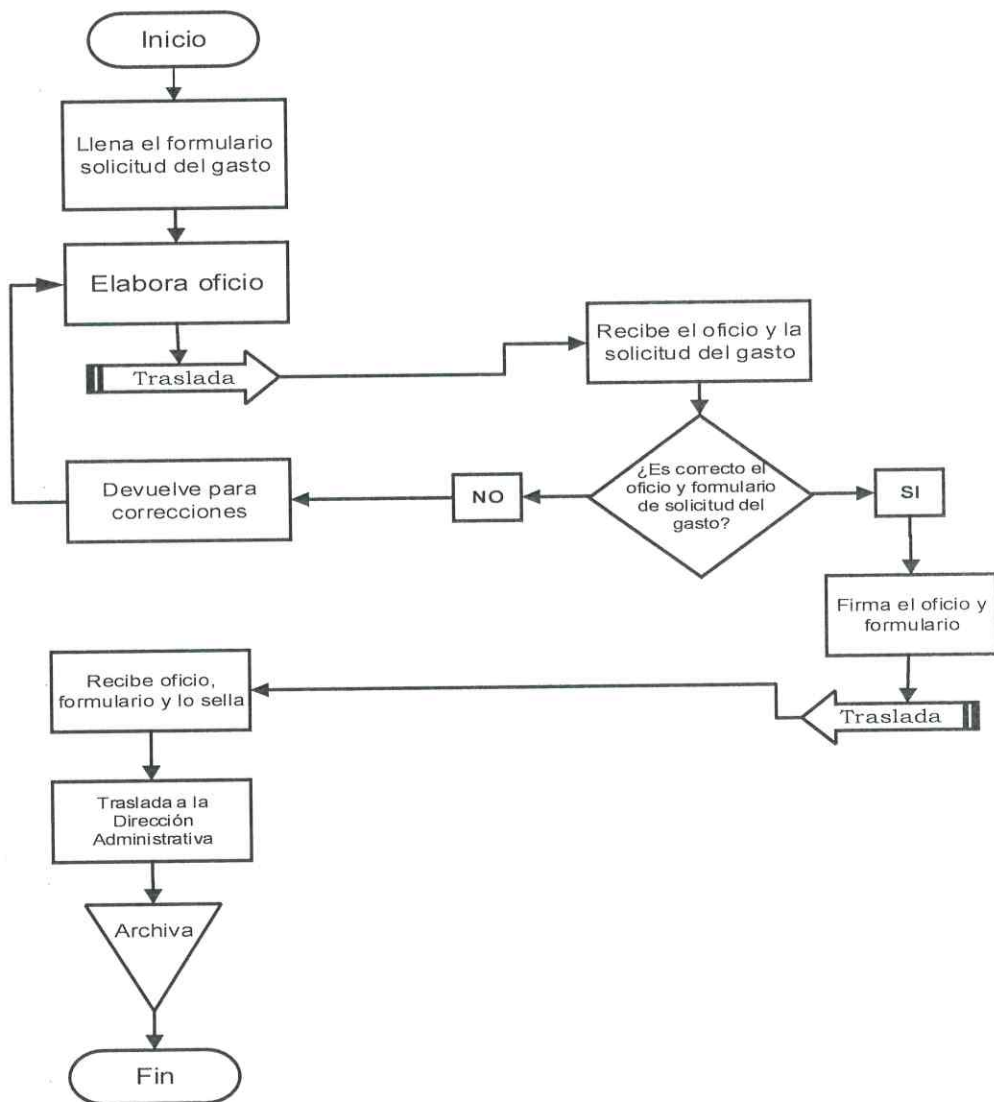 Inicio
Llena el formulario
solicitud del gasto
Elabora oficio
Traslada
Recibe el oficio y la
solicitud del gasto
¿Es correcto el
oficio y formulario
de solicitud del
gasto?
NO
Devuelve para
correcciones
SI
Firma el oficio y
formulario
Traslada
Recibe oficio,
formulario y lo sella
Traslada a la
Dirección
Administrativa
Archiva
Fin